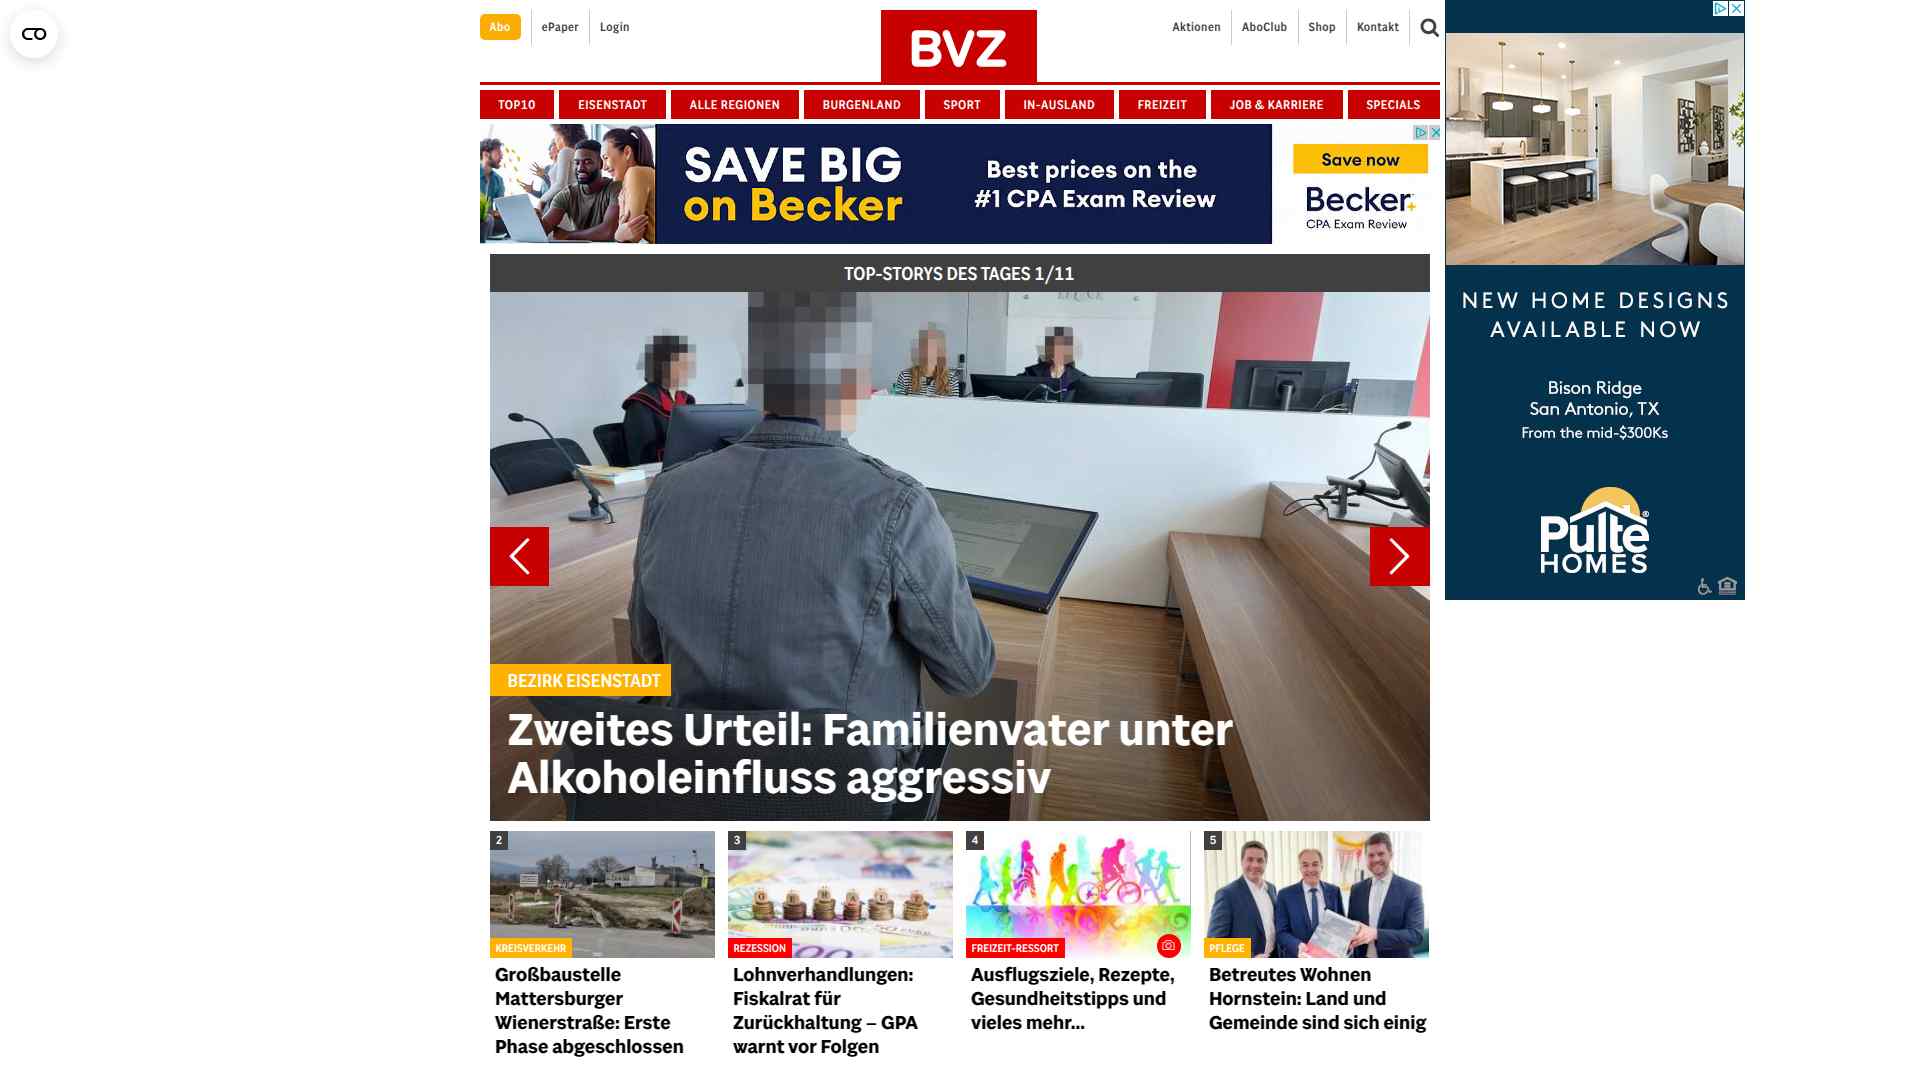 Abo
ePaper
Login
BVZ
Aktionen
AboClub
Shop
Kontakt
TOP10
EISENSTADT
ALLE REGIONEN
BURGENLAND
SPORT
IN-AUSLAND
FREIZEIT
JOB & KARRIERE
SPECIALS
SAVE BIG
on Becker
Best prices on the
#1 CPA Exam Review
Save now
Becker
CPA Exam Review
NEW HOME DESIGNS
AVAILABLE NOW
Bison Ridge
San Antonio, TX
From the mid-$300Ks
Pulte®
HOMES
TOP-STORYS DES TAGES 1/11
BEZIRK EISENSTADT
Zweites Urteil: Familienvater unter
Alkoholeinfluss aggressiv
2
KREISVERKEHR
Großbaustelle
Mattersburger
Wienerstraße: Erste
Phase abgeschlossen
3
GEHALT
REZESSION
Lohnverhandlungen:
Fiskalrat für
Zurückhaltung – GPA
warnt vor Folgen
4
FREIZEIT-RESSORT
Ausflugsziele, Rezepte,
Gesundheitstipps und
vieles mehr...
5
PFLEGE
Betreutes Wohnen
Hornstein: Land und
Gemeinde sind sich einig